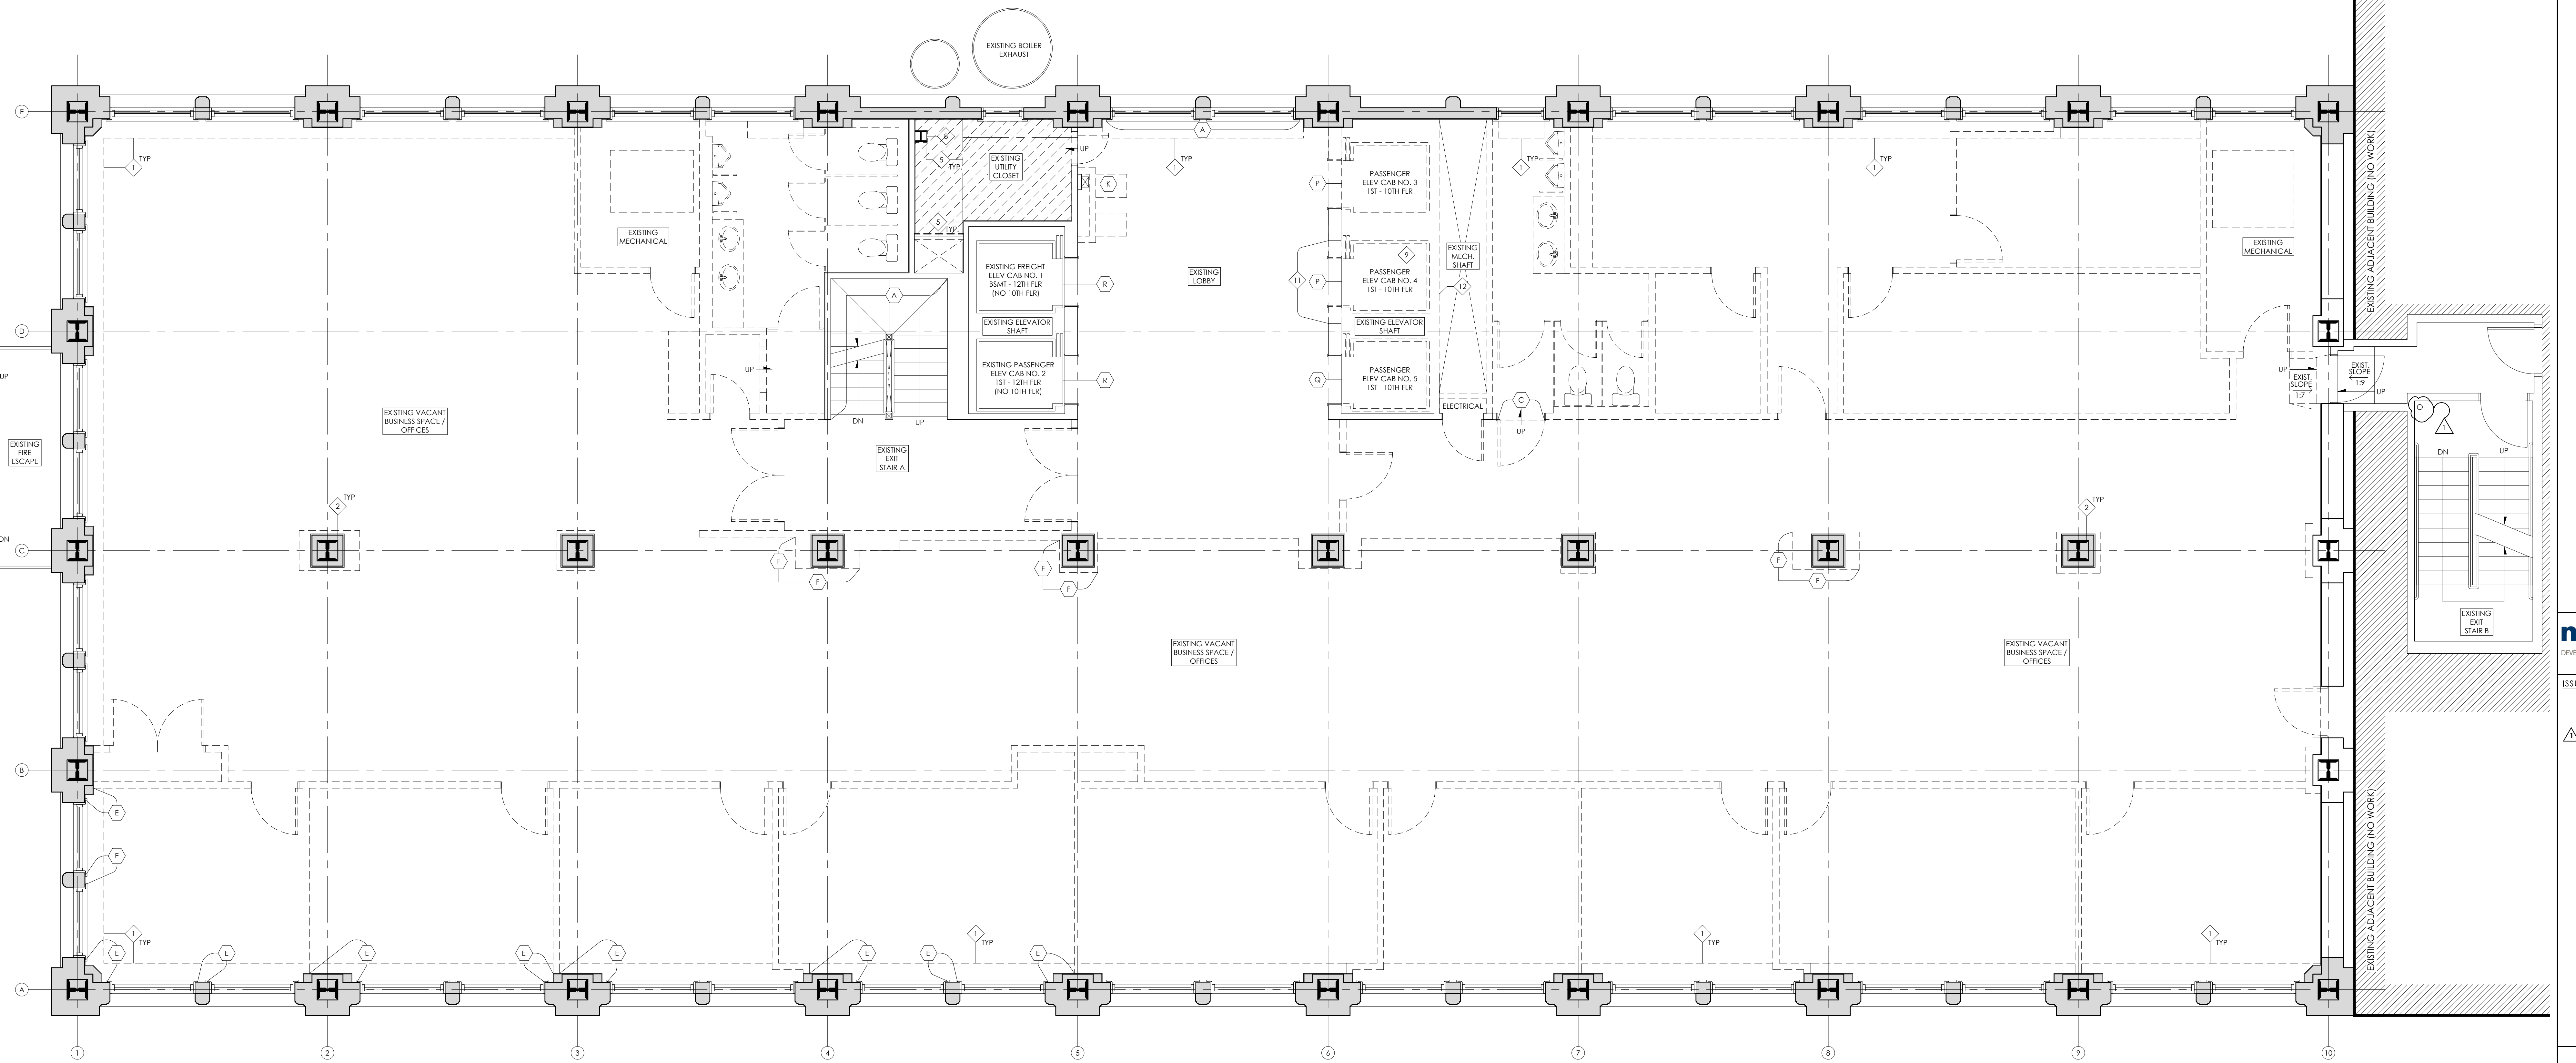 EXISTING BOILER
EXHAUST
E
D
C
B
A
1
2
3
4
5
6
7
8
9
10
TYP
1
EXISTING
MECHANICAL
8
5
TYP.
EXISTING
UTILITY
CLOSET
UP
5
TYP.
K
A
1
TYP
EXISTING
LOBBY
EXISTING FREIGHT
ELEV CAB NO. 1
BSMT - 12TH FLR
(NO 10TH FLR)
R
EXISTING ELEVATOR
SHAFT
EXISTING PASSENGER
ELEV CAB NO. 2
1ST - 12TH FLR
(NO 10TH FLR)
R
A
DN
UP
UP
EXISTING
EXIT
STAIR A
P
PASSENGER
ELEV CAB NO. 3
1ST - 10TH FLR
11
P
9
PASSENGER
ELEV CAB NO. 4
1ST - 10TH FLR
EXISTING ELEVATOR
SHAFT
Q
PASSENGER
ELEV CAB NO. 5
1ST - 10TH FLR
EXISTING
MECH.
SHAFT
12
ELECTRICAL
C
UP
1
TYP
1
TYP
EXISTING
MECHANICAL
EXISTING ADJACENT BUILDING (NO WORK)
UP
EXIST.
SLOPE
1:7
EXIST.
SLOPE
1:9
UP
1
DN
UP
EXISTING
EXIT
STAIR B
UP
EXISTING
FIRE
ESCAPE
ON
EXISTING VACANT
BUSINESS SPACE /
OFFICES
2
TYP
2
TYP
F
F
F
F
F
F
EXISTING VACANT
BUSINESS SPACE /
OFFICES
EXISTING VACANT
BUSINESS SPACE /
OFFICES
EXISTING ADJACENT BUILDING (NO WORK)
E
E
E
1
TYP
E
E
E
E
E
E
E
1
TYP
1
TYP
1
TYP
DEVE
ISSU
1